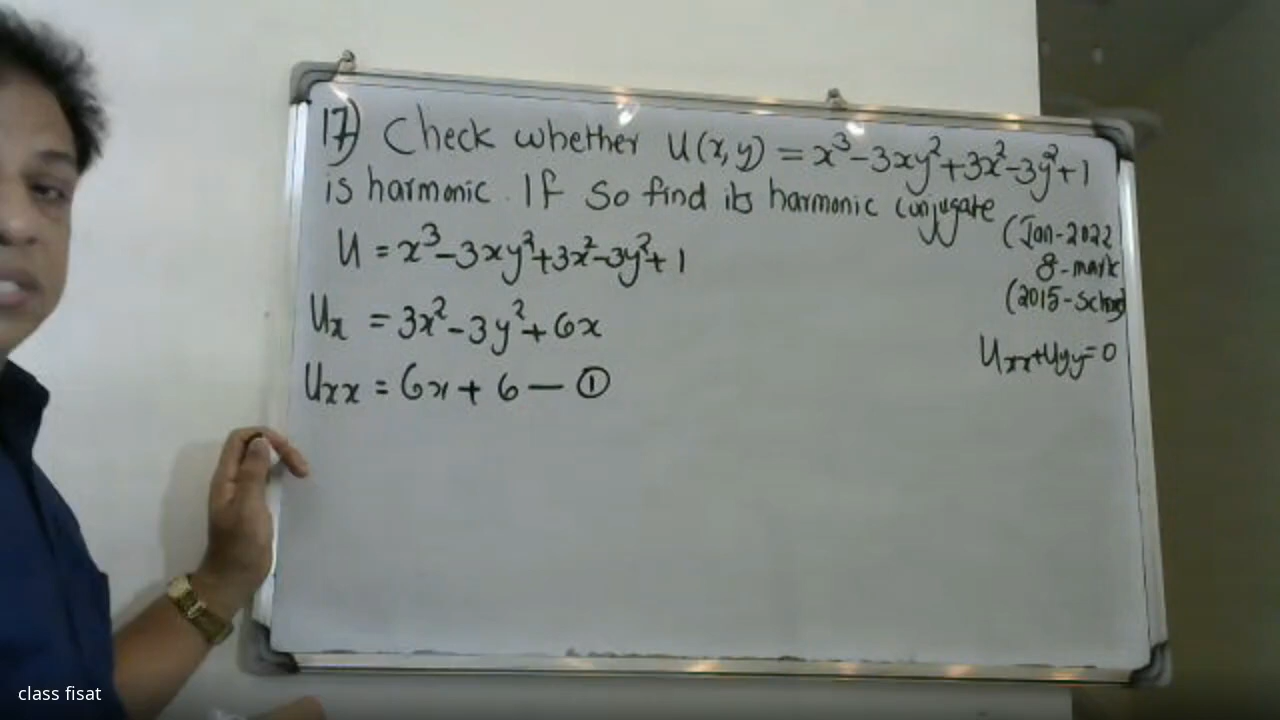 17) Check whether u(x,y) = x³-3xy²+3x²-3y²+1
is harmonic. If so find its harmonic conjugate
(Jan-2022
8-mark
(2015-Scheme)
u = x³-3xy²+3x²-3y²+1
uₓ = 3x²-3y²+6x
Uxx+Uyy=0
Uxx = 6x+6 — ①
class fisat